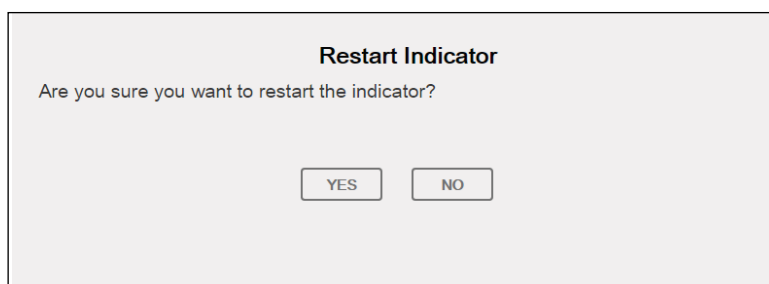 Restart Indicator
Are you sure you want to restart the indicator?
YES NO